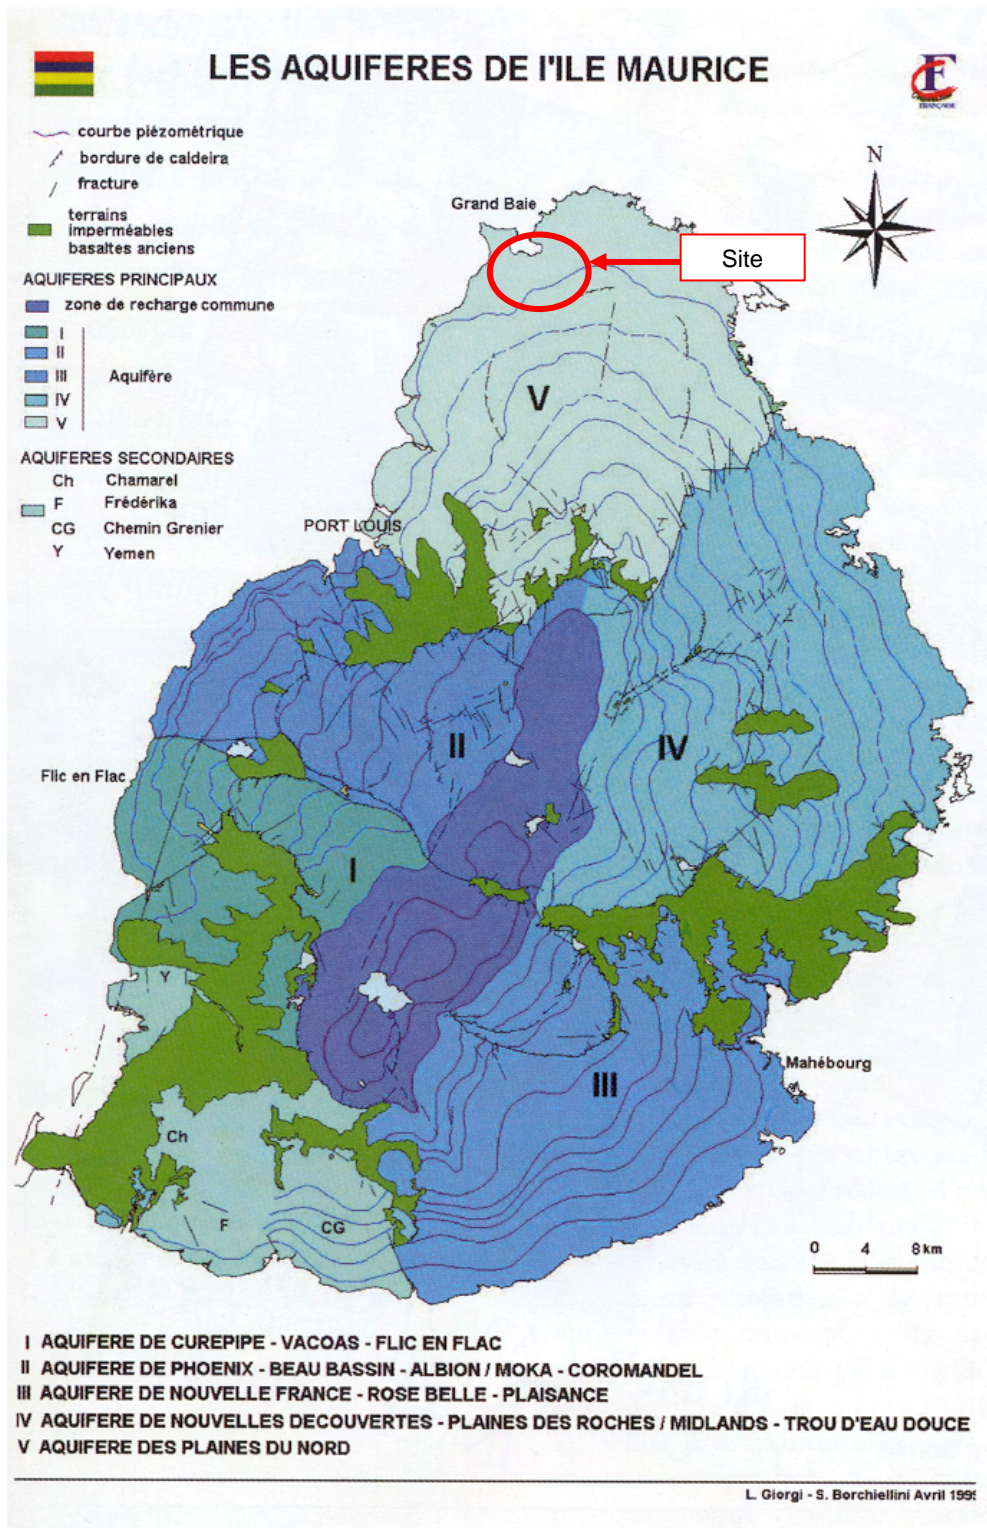 LES AQUIFERES DE l'ILE MAURICE
FRANÇAISE
courbe piézométrique
bordure de caldeira
fracture
terrains
imperméables
basaltes anciens
AQUIFERES PRINCIPAUX
zone de recharge commune
I
II
III
Aquifère
IV
V
AQUIFERES SECONDAIRES
Ch Chamarel
F Frédérika
CG Chemin Grenier
Y Yemen
N
Grand Baie
Site
V
PORT LOUIS
II
IV
Flic en Flac
I
Y
Mahébourg
III
Ch
F
CG
0 4 8 km
I AQUIFERE DE CUREPIPE - VACOAS - FLIC EN FLAC
II AQUIFERE DE PHOENIX - BEAU BASSIN - ALBION / MOKA - COROMANDEL
III AQUIFERE DE NOUVELLE FRANCE - ROSE BELLE - PLAISANCE
IV AQUIFERE DE NOUVELLES DECOUVERTES - PLAINES DES ROCHES / MIDLANDS - TROU D'EAU DOUCE
V AQUIFERE DES PLAINES DU NORD
L. Giorgi - S. Borchiellini Avril 1999